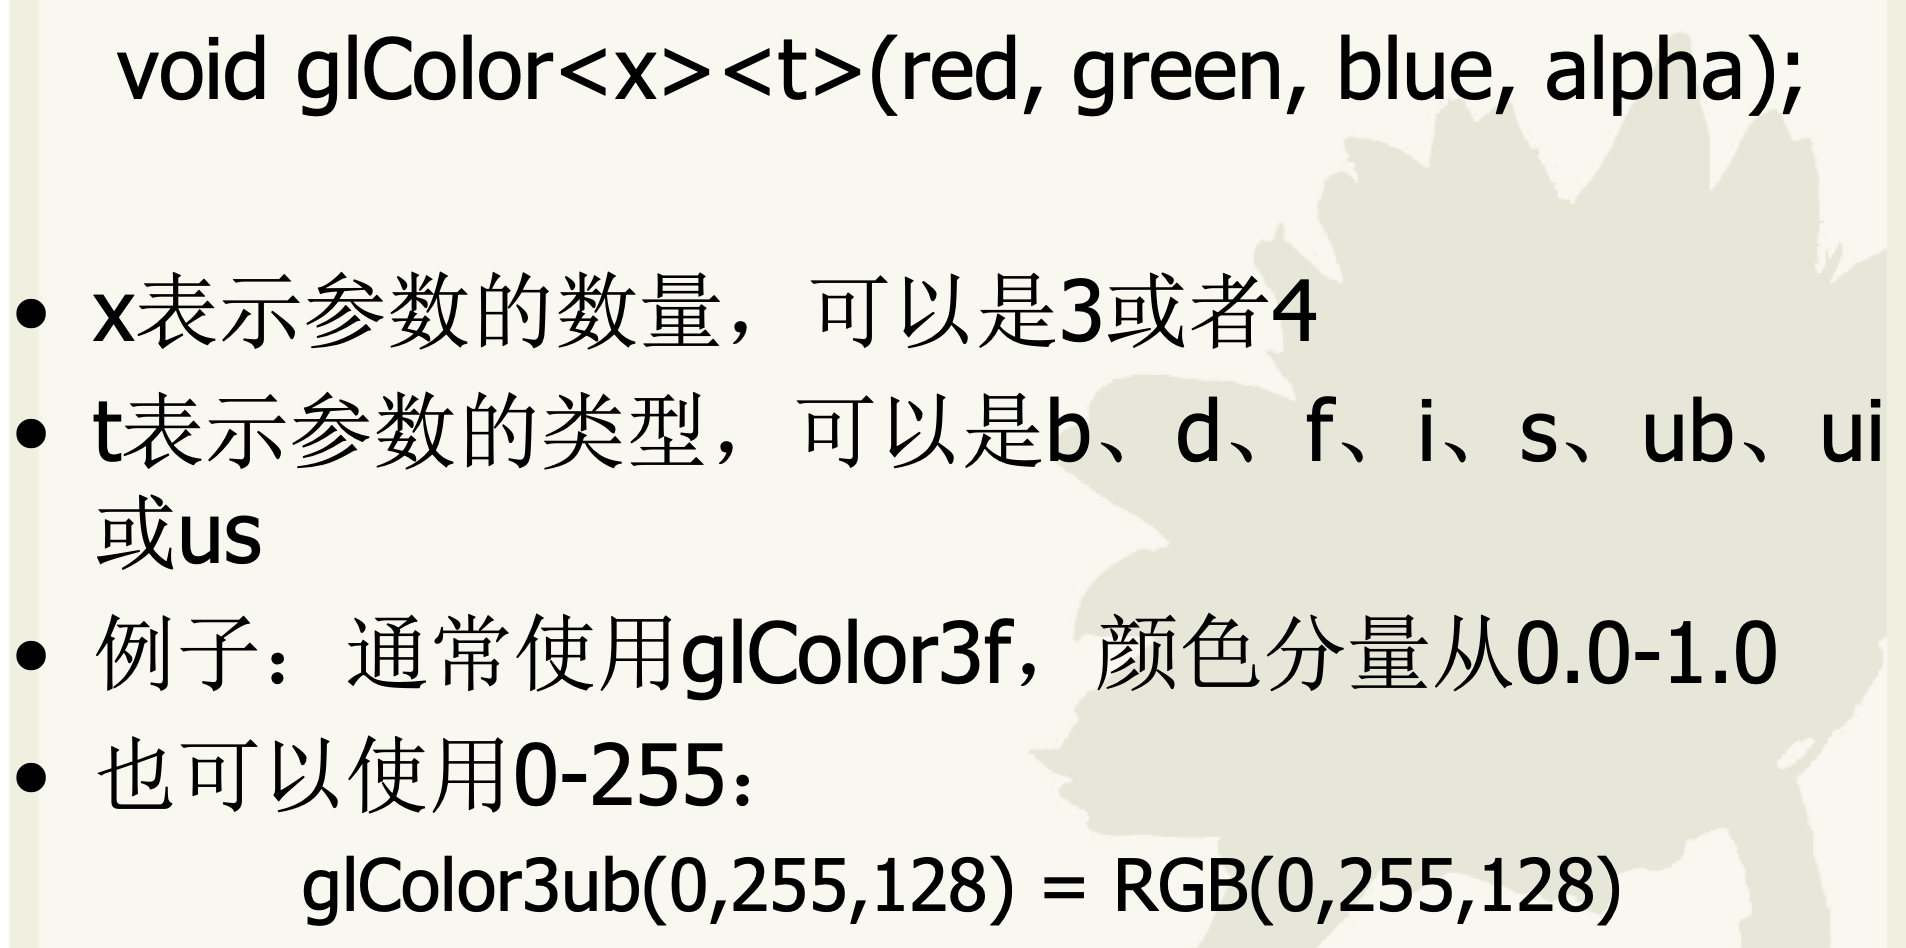 void glColor<x><t>(red, green, blue, alpha);
• x表示参数的数量，可以是3或者4
• t表示参数的类型，可以是b、d、f、i、s、ub、ui
或us
• 例子：通常使用glColor3f，颜色分量从0.0-1.0
• 也可以使用0-255：
glColor3ub(0,255,128) = RGB(0,255,128)